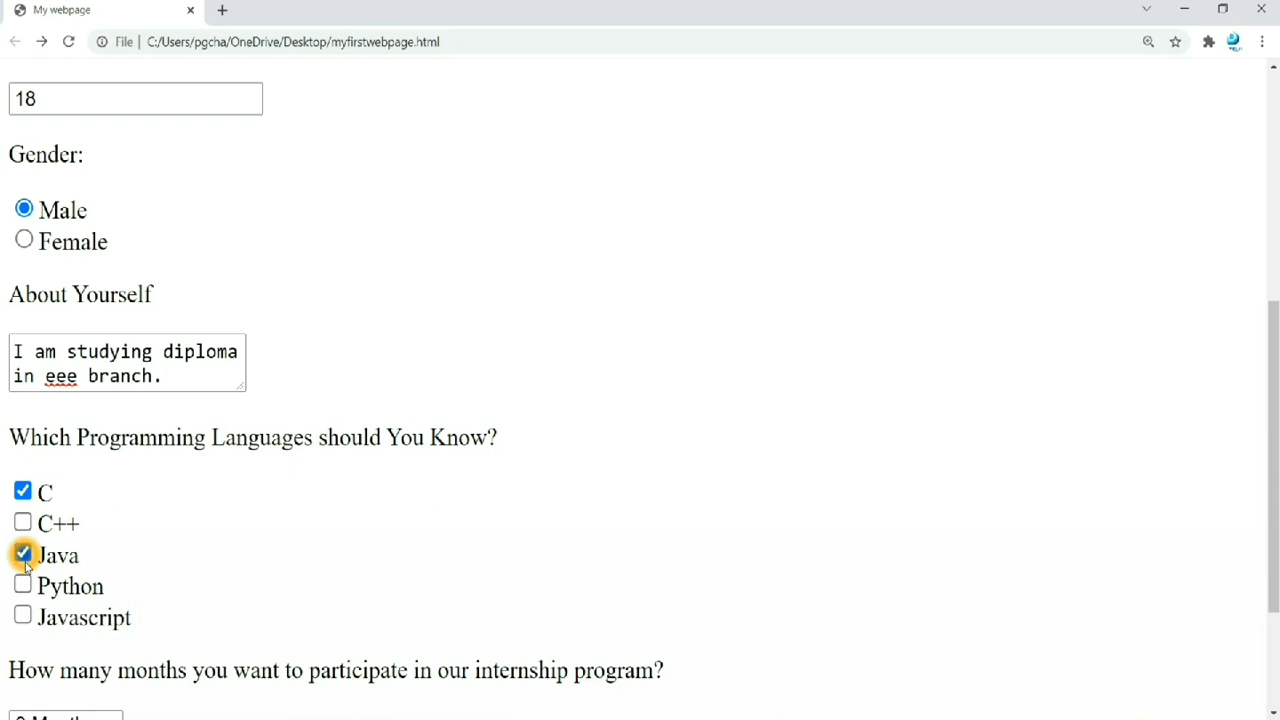 My webpage
File | C:/Users/pgcha/OneDrive/Desktop/myfirstwebpage.html
18
Gender:
Male
Female
About Yourself
I am studying diploma
in eee branch.
Which Programming Languages should You Know?
C
C++
Java
Python
Javascript
How many months you want to participate in our internship program?